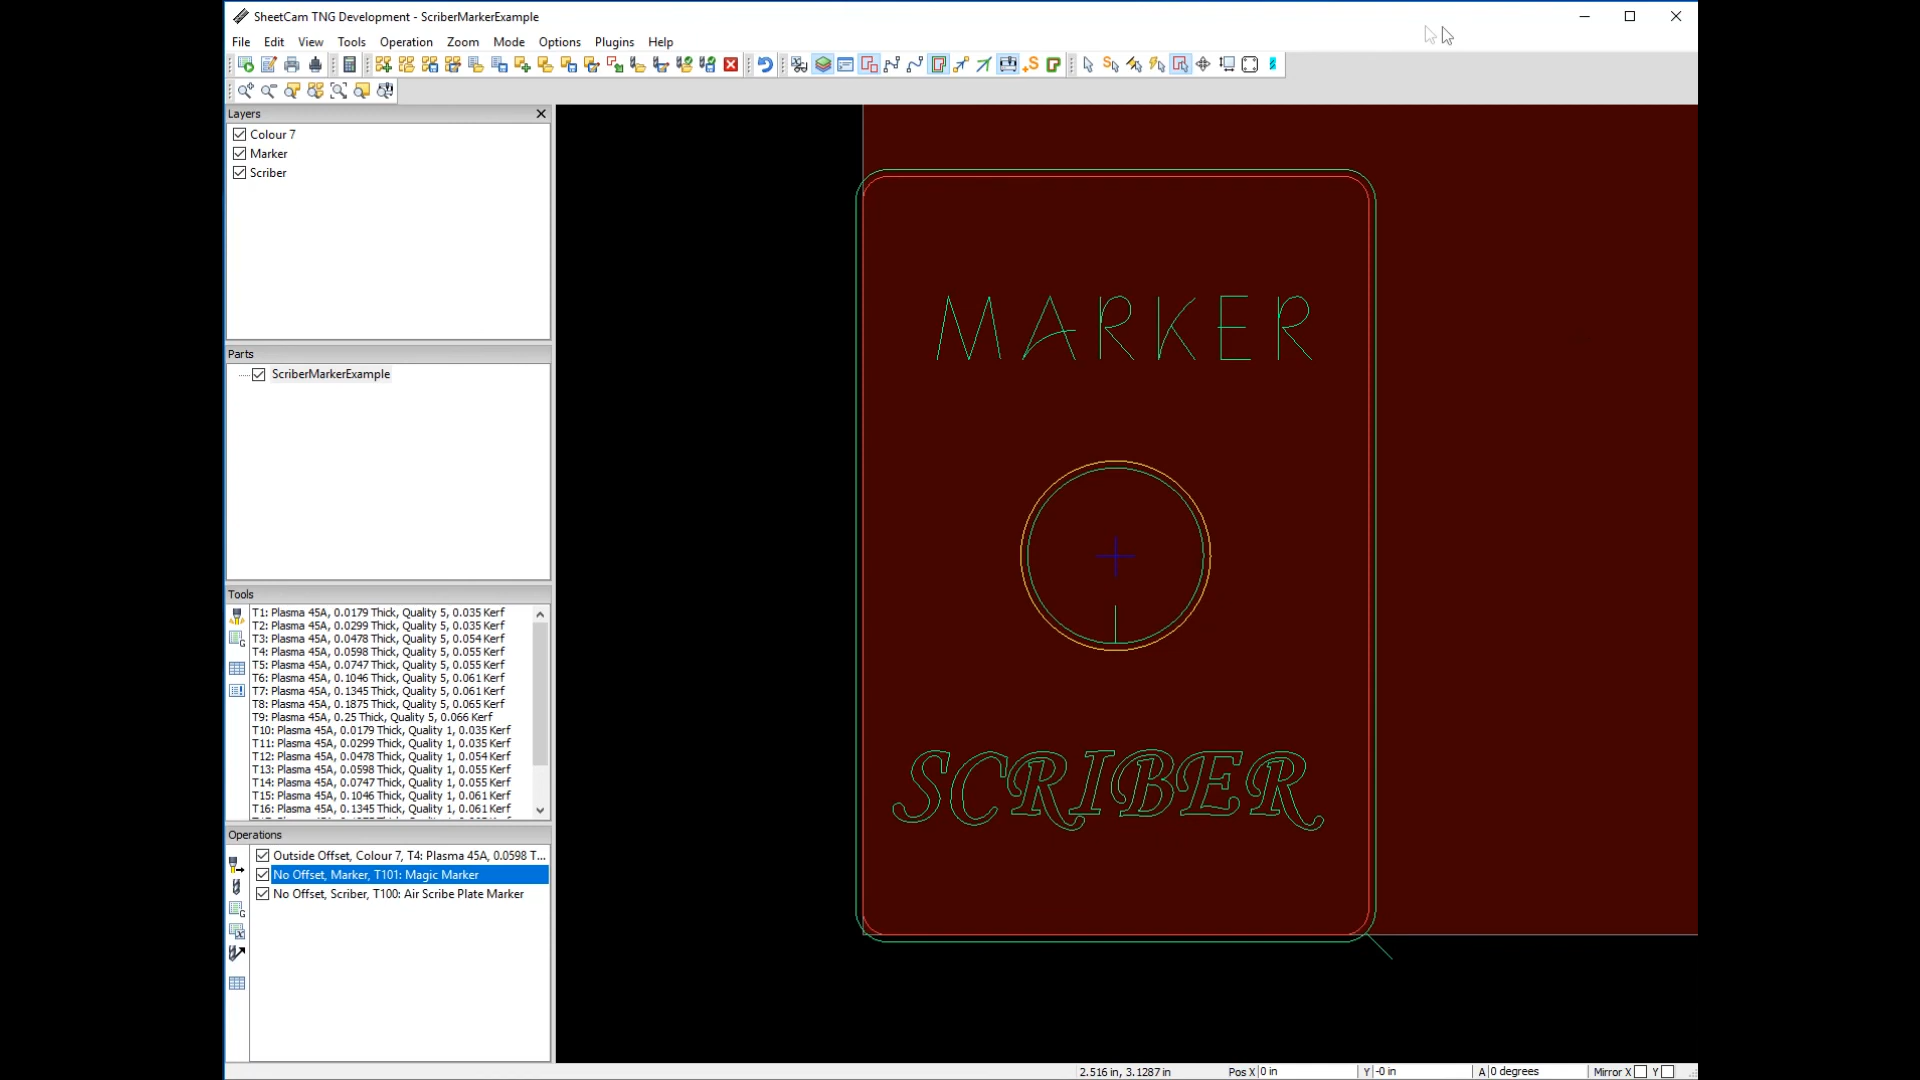 SheetCam TNG Development - ScriberMarkerExample
File Edit View Tools Operation Zoom Mode Options Plugins Help
Layers
Colour 7
Marker
Scriber
Parts
ScriberMarkerExample
Tools
T1: Plasma 45A, 0.0179 Thick, Quality 5, 0.035 Kerf
T2: Plasma 45A, 0.0299 Thick, Quality 5, 0.035 Kerf
T3: Plasma 45A, 0.0478 Thick, Quality 5, 0.054 Kerf
T4: Plasma 45A, 0.0598 Thick, Quality 5, 0.055 Kerf
T5: Plasma 45A, 0.0747 Thick, Quality 5, 0.055 Kerf
T6: Plasma 45A, 0.1046 Thick, Quality 5, 0.061 Kerf
T7: Plasma 45A, 0.1345 Thick, Quality 5, 0.061 Kerf
T8: Plasma 45A, 0.1875 Thick, Quality 5, 0.065 Kerf
T9: Plasma 45A, 0.25 Thick, Quality 5, 0.066 Kerf
T10: Plasma 45A, 0.0179 Thick, Quality 1, 0.035 Kerf
T11: Plasma 45A, 0.0299 Thick, Quality 1, 0.035 Kerf
T12: Plasma 45A, 0.0478 Thick, Quality 1, 0.054 Kerf
T13: Plasma 45A, 0.0598 Thick, Quality 1, 0.055 Kerf
T14: Plasma 45A, 0.0747 Thick, Quality 1, 0.055 Kerf
T15: Plasma 45A, 0.1046 Thick, Quality 1, 0.061 Kerf
T16: Plasma 45A, 0.1345 Thick, Quality 1, 0.061 Kerf
Operations
Outside Offset, Colour 7, T4: Plasma 45A, 0.0598 T...
No Offset, Marker, T101: Magic Marker
No Offset, Scriber, T100: Air Scribe Plate Marker
MARKER
SCRIBER
2.516 in, 3.1287 in Pos X 0 in Y -0 in A 0 degrees Mirror X Y